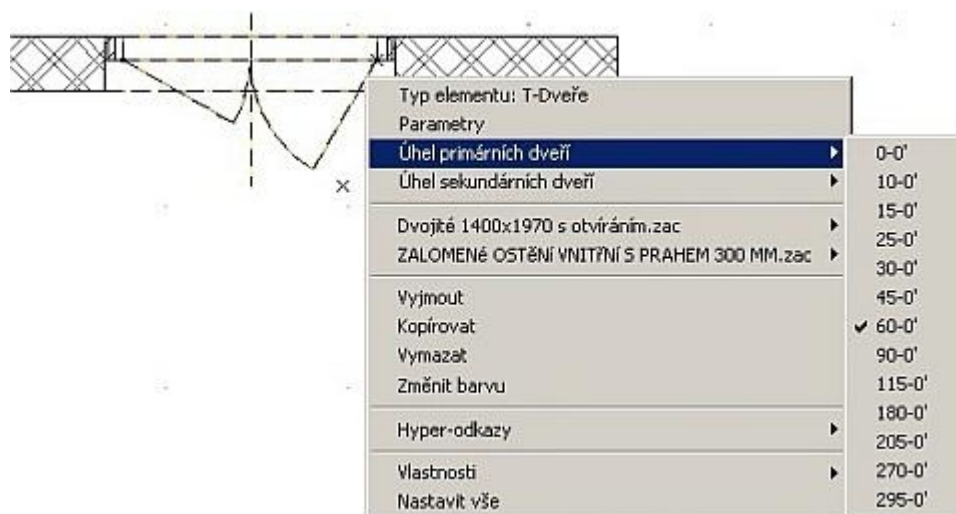 Typ elementu: T-Dveře
Parametry
Úhel primárních dveří
Úhel sekundárních dveří
Dvojité 1400x1970 s otvíráním.zac
ZALOMENé OSTěNí VNITřNí S PRAHEM 300 MM.zac
Vyjmout
Kopírovat
Vymazat
Změnit barvu
Hyper-odkazy
Vlastnosti
Nastavit vše
0-0'
10-0'
15-0'
25-0'
30-0'
45-0'
60-0'
90-0'
115-0'
180-0'
205-0'
270-0'
295-0'